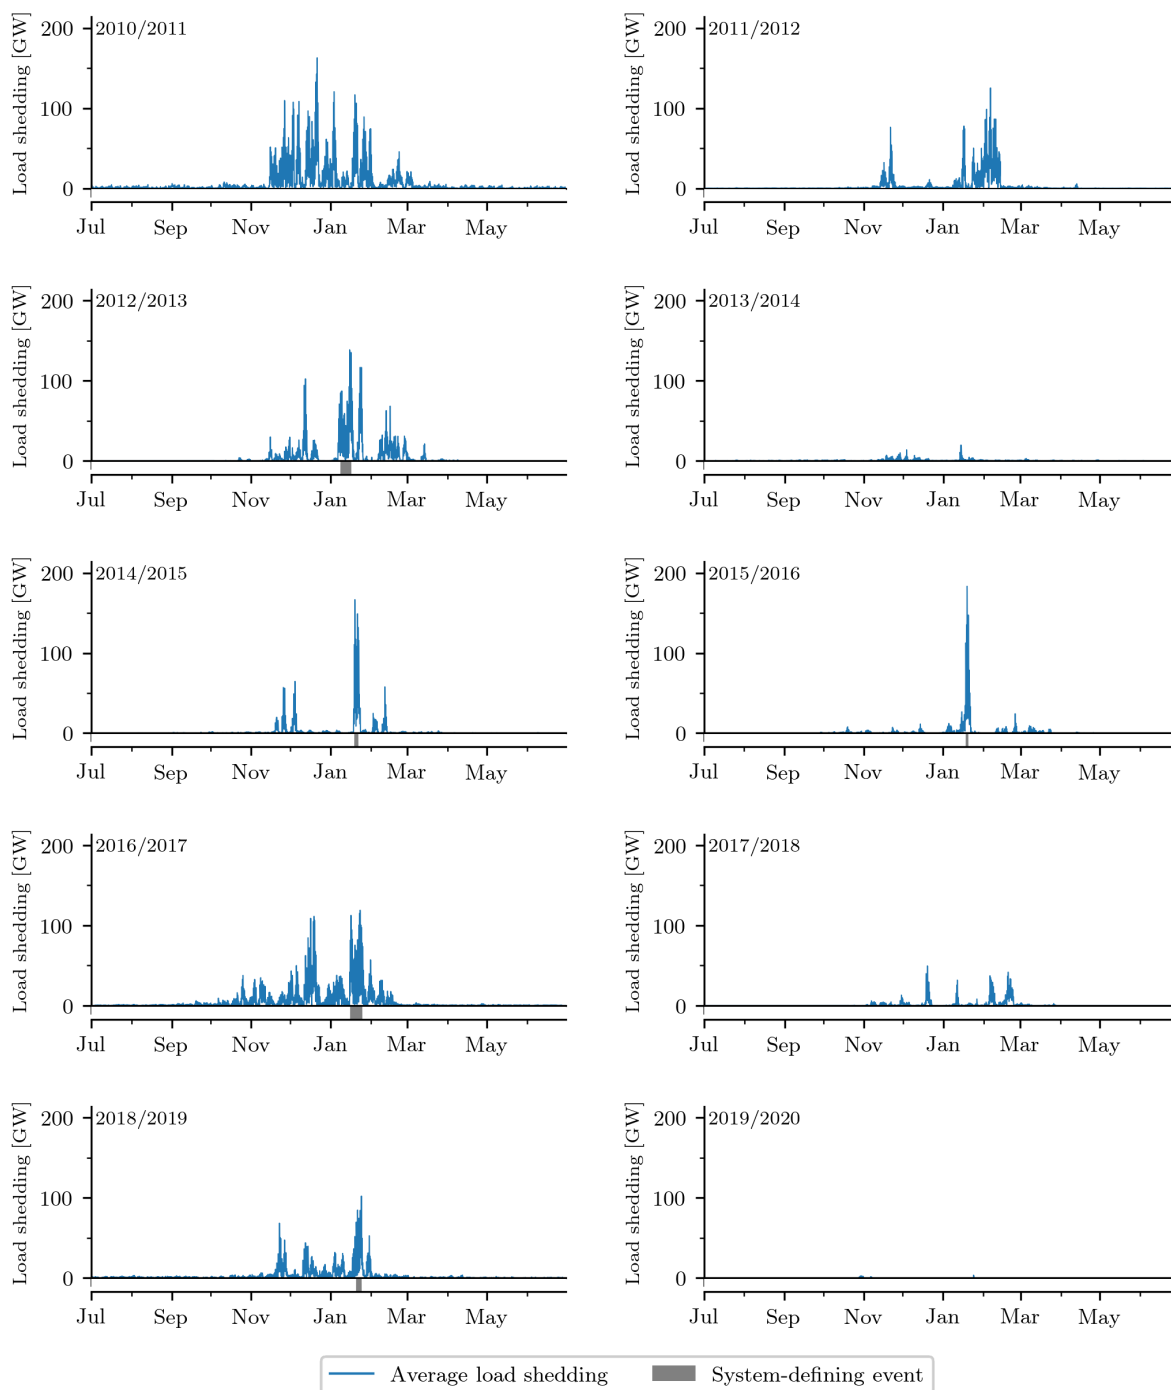 Load shedding [GW]
200
100
0
2010/2011
Jul Sep Nov Jan Mar May
Load shedding [GW]
200
100
0
2011/2012
Jul Sep Nov Jan Mar May
Load shedding [GW]
200
100
0
2012/2013
Jul Sep Nov Jan Mar May
Load shedding [GW]
200
100
0
2013/2014
Jul Sep Nov Jan Mar May
Load shedding [GW]
200
100
0
2014/2015
Jul Sep Nov Jan Mar May
Load shedding [GW]
200
100
0
2015/2016
Jul Sep Nov Jan Mar May
Load shedding [GW]
200
100
0
2016/2017
Jul Sep Nov Jan Mar May
Load shedding [GW]
200
100
0
2017/2018
Jul Sep Nov Jan Mar May
Load shedding [GW]
200
100
0
2018/2019
Jul Sep Nov Jan Mar May
Load shedding [GW]
200
100
0
2019/2020
Jul Sep Nov Jan Mar May
Average load shedding
System-defining event